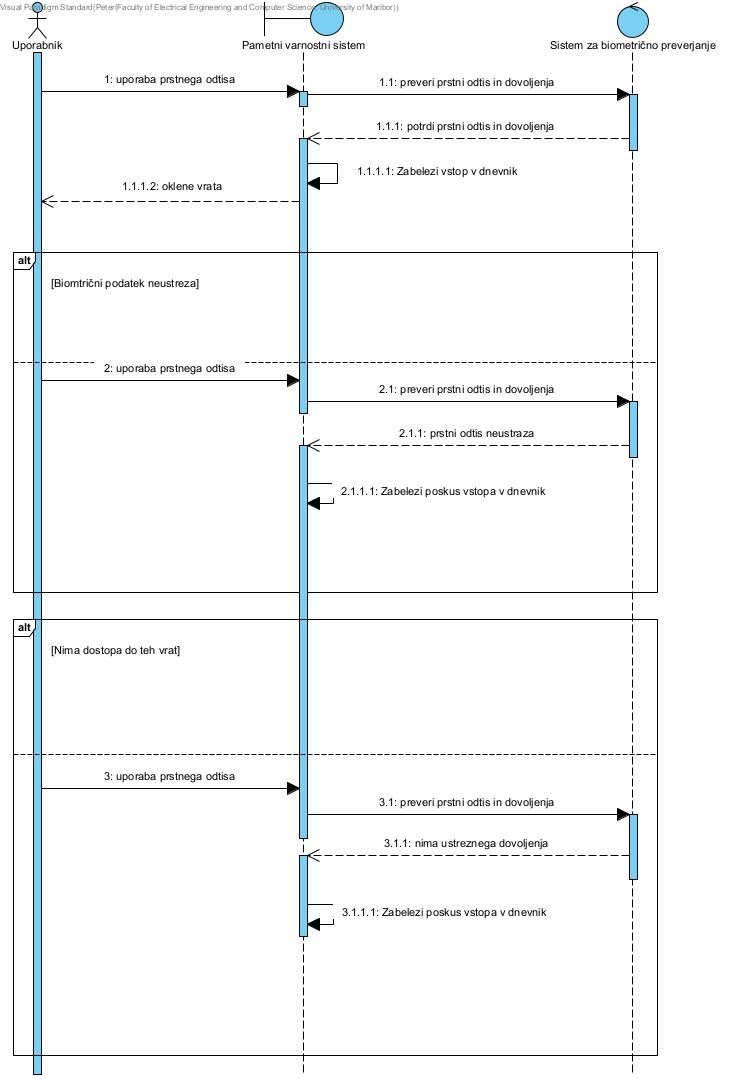 Visual Paradigm Standard(Peter(Faculty of Electrical Engineering and Computer Science, University of Maribor))
Uporabnik
Pametni varnostni sistem
Sistem za biometrično preverjanje
1: uporaba prstnega odtisa
1.1: preveri prstni odtis in dovoljenja
1.1.1: potrdi prstni odtis in dovoljenja
1.1.1.1: Zabelezi vstop v dnevnik
1.1.1.2: oklene vrata
alt
[Biomtrični podatek neustreza]
2: uporaba prstnega odtisa
2.1: preveri prstni odtis in dovoljenja
2.1.1: prstni odtis neustraza
2.1.1.1: Zabelezi poskus vstopa v dnevnik
alt
[Nima dostopa do teh vrat]
3: uporaba prstnega odtisa
3.1: preveri prstni odtis in dovoljenja
3.1.1: nima ustreznega dovoljenja
3.1.1.1: Zabelezi poskus vstopa v dnevnik